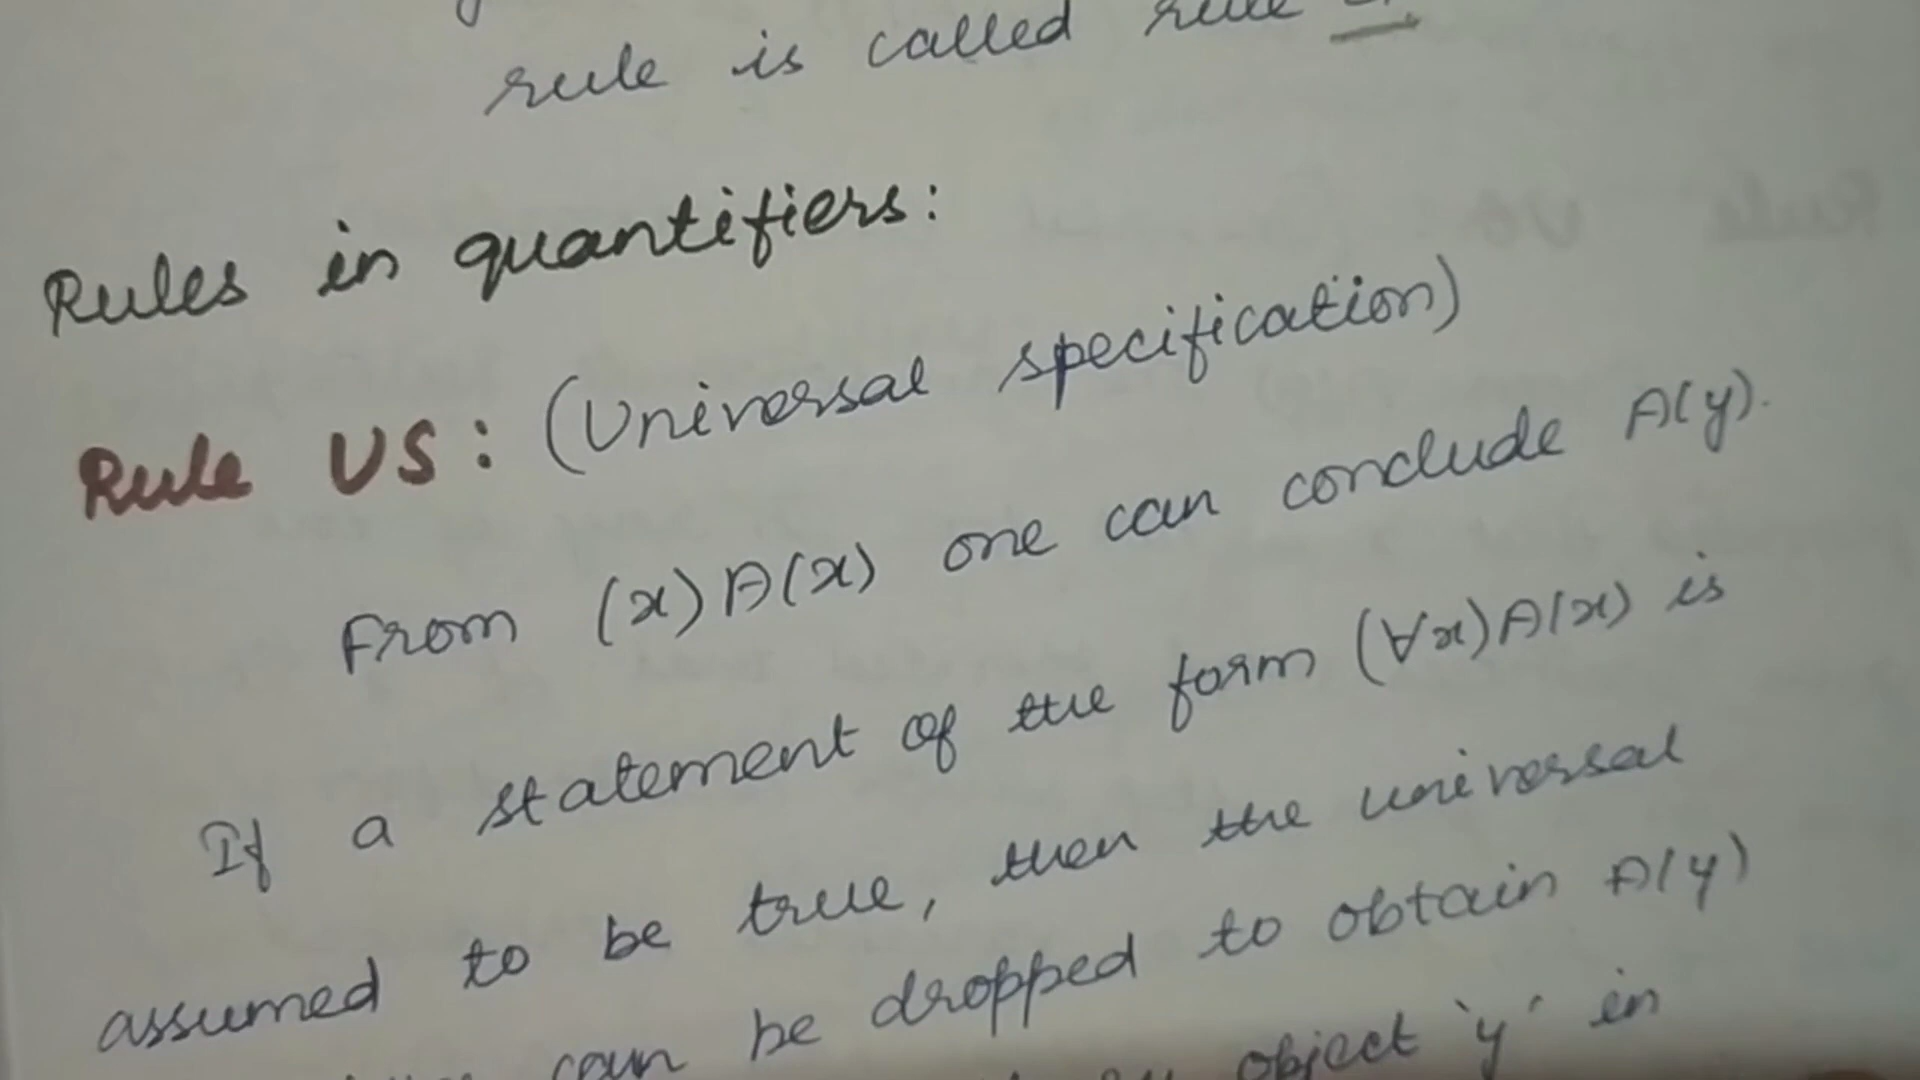 rule is called rule
Rules in quantifiers:
Rule US: (Universal specification)
From (x)A(x) one can conclude A(y).
If a statement of the form (∀x)A(x) is
assumed to be true, then the universal
can be dropped to obtain A(y)
object 'y' in